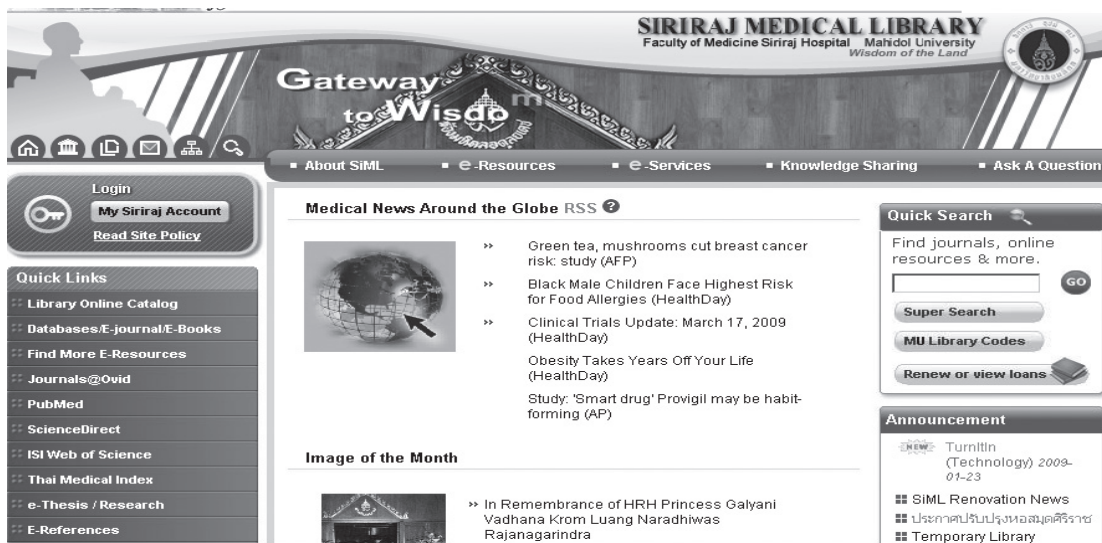 SIRIRAJ MEDICAL LIBRARY
Faculty of Medicine Siriraj Hospital Mahidol University
Wisdom of the Land
Gateway
to Wisdom
About SiML
e-Resources
e-Services
Knowledge Sharing
Ask A Question
Login
My Siriraj Account
Read Site Policy
Quick Links
Library Online Catalog
Databases/E-journal/E-Books
Find More E-Resources
Journals@Ovid
PubMed
ScienceDirect
ISI Web of Science
Thai Medical Index
e-Thesis / Research
E-References
Medical News Around the Globe RSS ?
›› Green tea, mushrooms cut breast cancer
risk: study (AFP)
›› Black Male Children Face Highest Risk
for Food Allergies (HealthDay)
›› Clinical Trials Update: March 17, 2009
(HealthDay)
Obesity Takes Years Off Your Life
(HealthDay)
Study: 'Smart drug' Provigil may be habit-
forming (AP)
Image of the Month
›› In Remembrance of HRH Princess Galyani
Vadhana Krom Luang Naradhiwas
Rajanagarindra
Quick Search
Find journals, online
resources & more.
GO
Super Search
MU Library Codes
Renew or view loans
Announcement
NEW TurnItIn
(Technology) 2009-
01-23
SiML Renovation News
ประกาศปรับปรุงหอสมุดศิริราช
Temporary Library